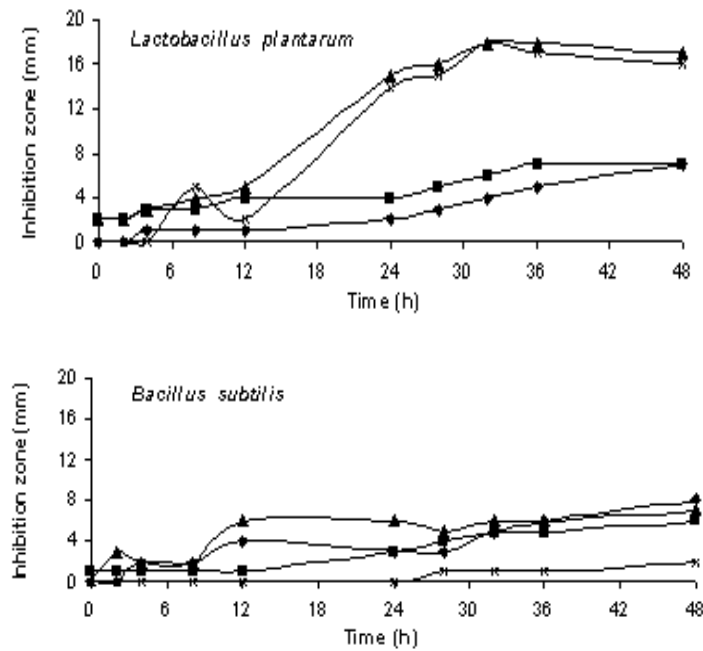 20
16
12
8
4
0
Inhibition zone (mm)
Lactobacillus plantarum
0 6 12 18 24 30 36 42 48
Time (h)
20
16
12
8
4
0
Inhibition zone (mm)
Bacillus subtilis
0 6 12 18 24 30 36 42 48
Time (h)